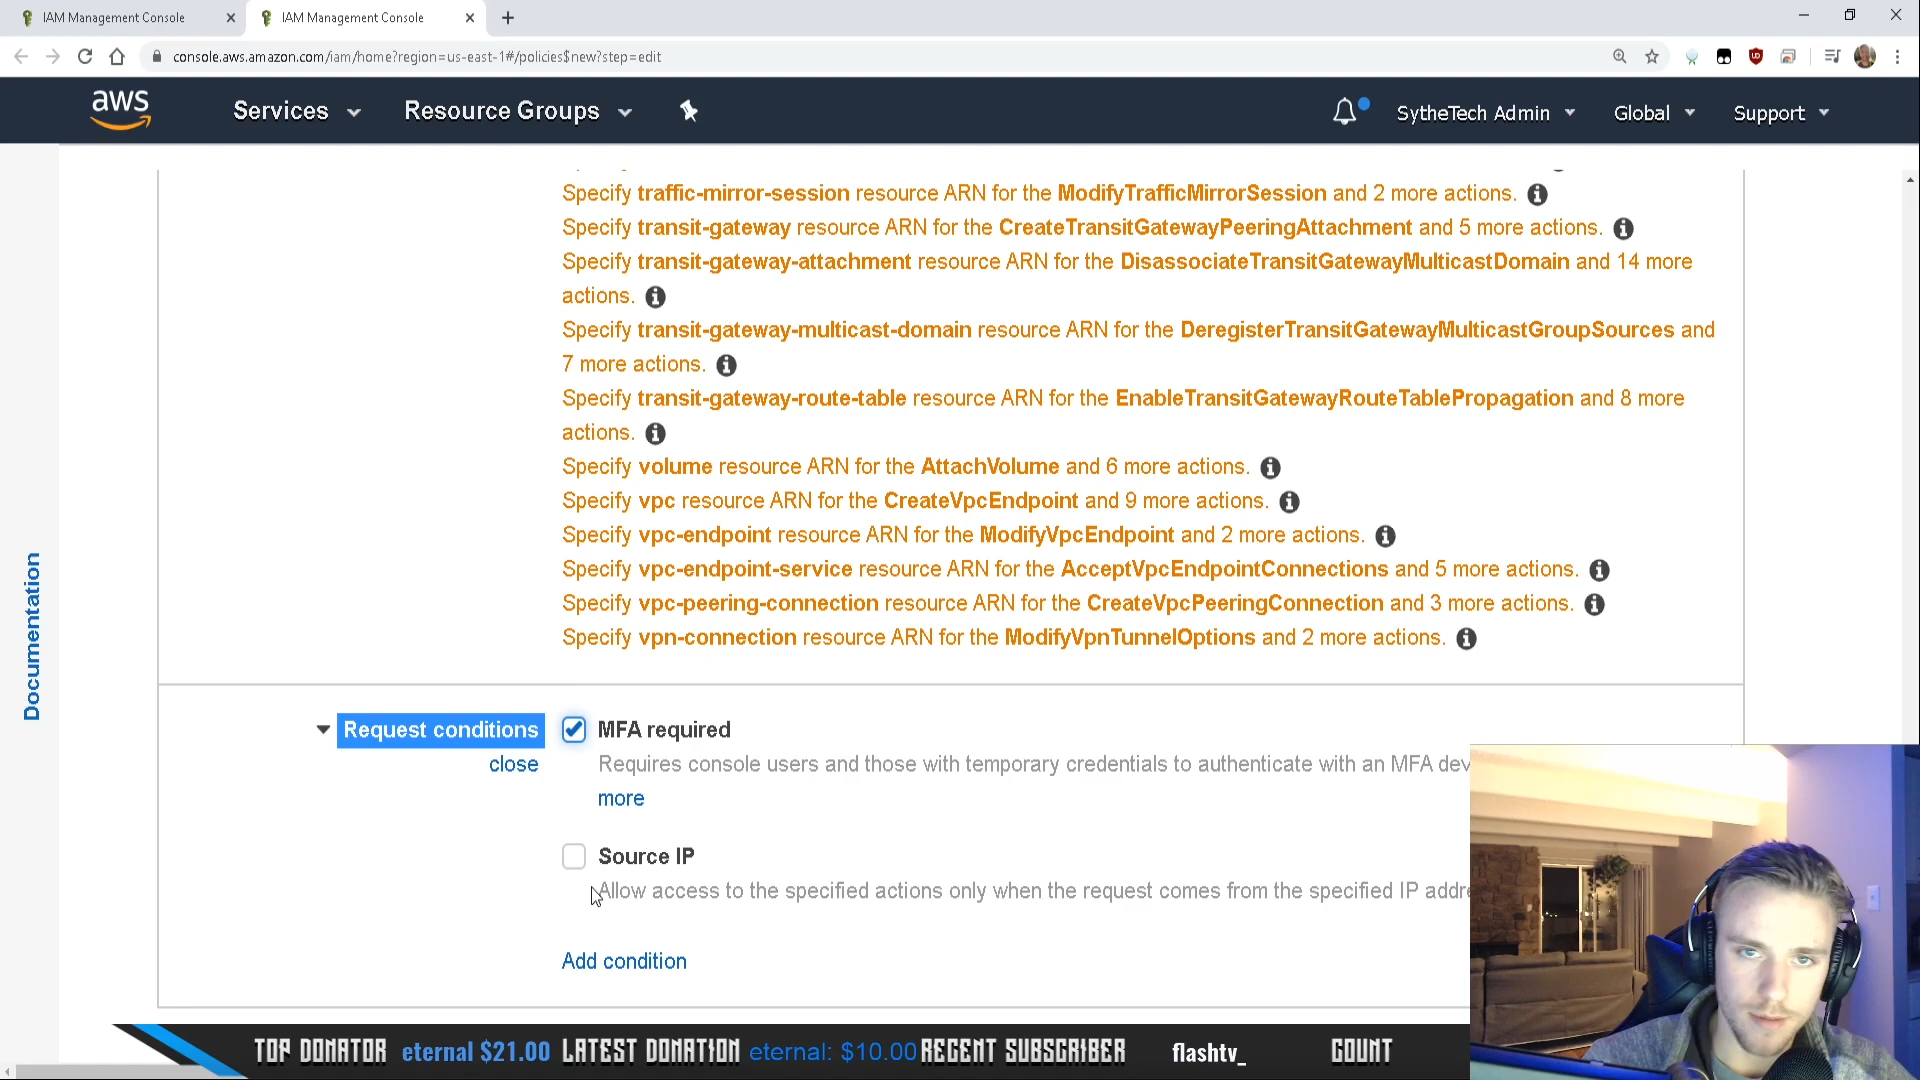 IAM Management Console
IAM Management Console
console.aws.amazon.com/iam/home?region=us-east-1#/policies$new?step=edit
aws
Services
Resource Groups
SytheTech Admin
Global
Support
Specify traffic-mirror-session resource ARN for the ModifyTrafficMirrorSession and 2 more actions.
Specify transit-gateway resource ARN for the CreateTransitGatewayPeeringAttachment and 5 more actions.
Specify transit-gateway-attachment resource ARN for the DisassociateTransitGatewayMulticastDomain and 14 more
actions.
Specify transit-gateway-multicast-domain resource ARN for the DeregisterTransitGatewayMulticastGroupSources and
7 more actions.
Specify transit-gateway-route-table resource ARN for the EnableTransitGatewayRouteTablePropagation and 8 more
actions.
Specify volume resource ARN for the AttachVolume and 6 more actions.
Specify vpc resource ARN for the CreateVpcEndpoint and 9 more actions.
Specify vpc-endpoint resource ARN for the ModifyVpcEndpoint and 2 more actions.
Specify vpc-endpoint-service resource ARN for the AcceptVpcEndpointConnections and 5 more actions.
Specify vpc-peering-connection resource ARN for the CreateVpcPeeringConnection and 3 more actions.
Specify vpn-connection resource ARN for the ModifyVpnTunnelOptions and 2 more actions.
Documentation
Request conditions
close
MFA required
Requires console users and those with temporary credentials to authenticate with an MFA dev
more
Source IP
Allow access to the specified actions only when the request comes from the specified IP addre
Add condition
TOP DONATOR eternal $21.00 LATEST DONATION eternal: $10.00 RECENT SUBSCRIBER flashtv_ COUNT